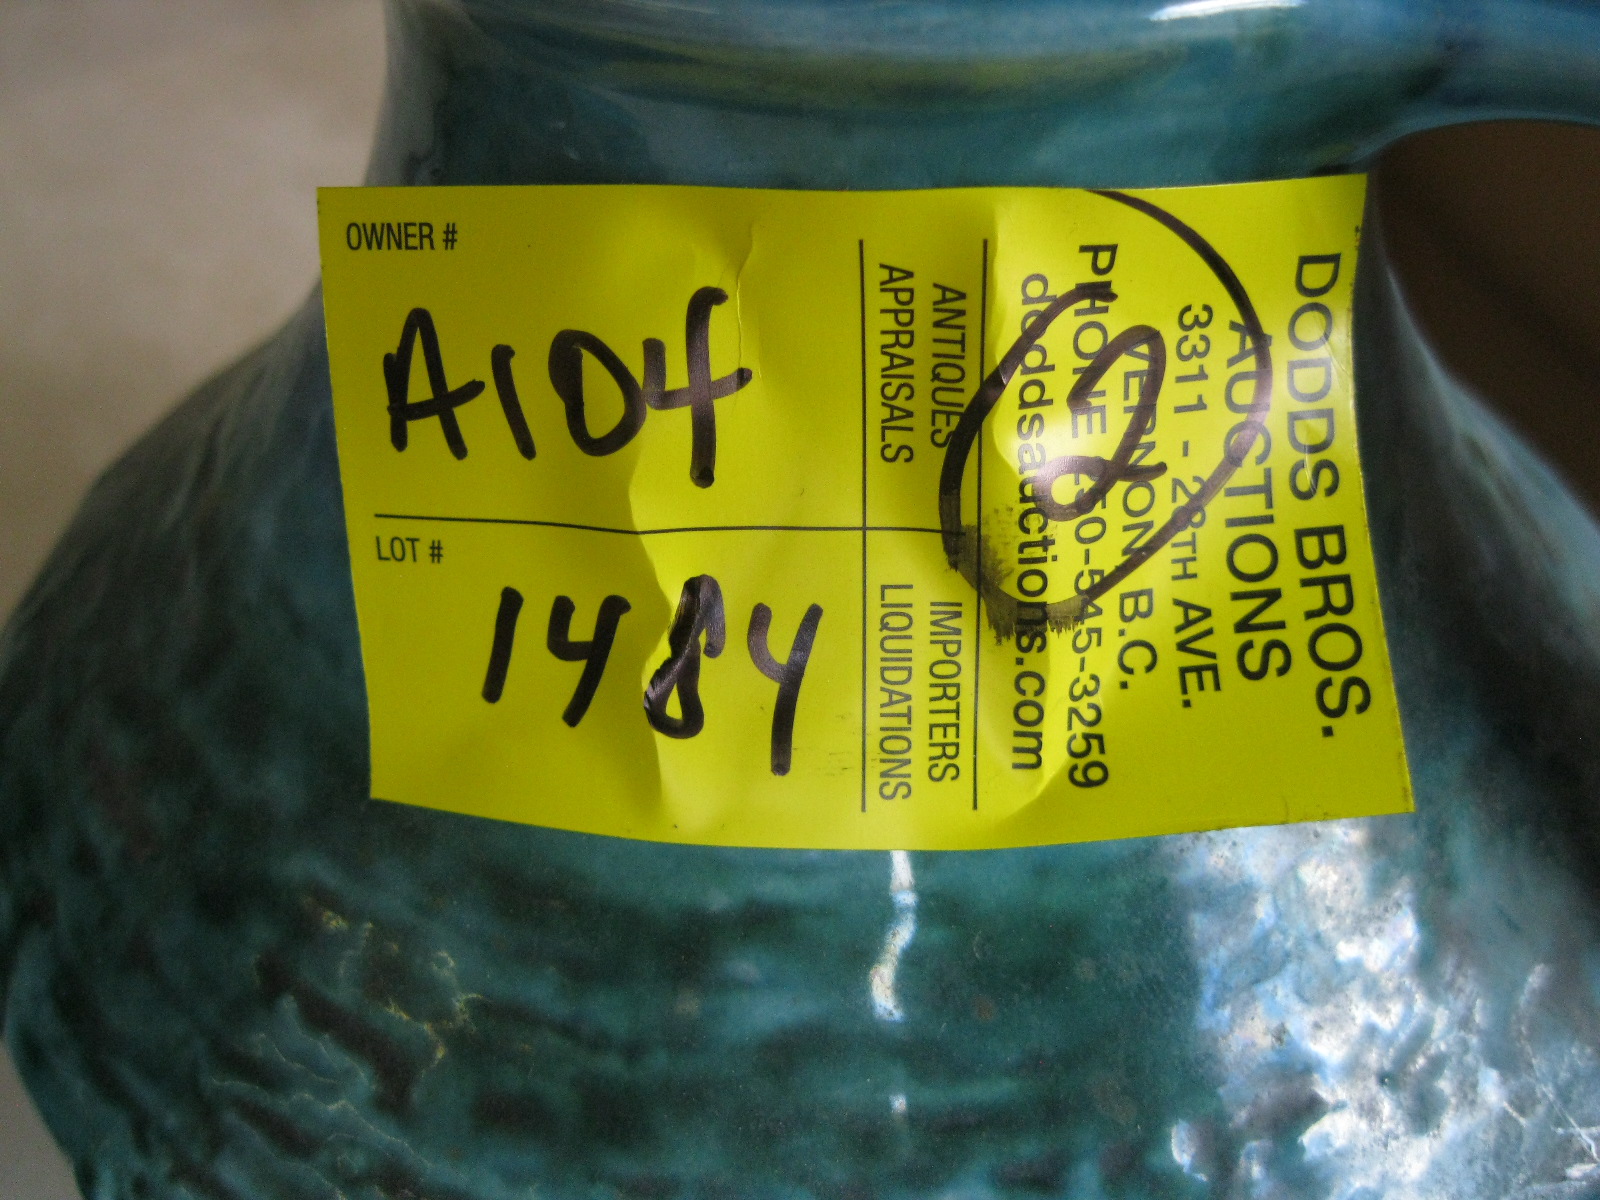 OWNER #
A104
LOT #
1484
DODDS BROS.
AUCTIONS
3311 - 28TH AVE.
VERNON, B.C.
PHONE 250-545-3259
doddsauctions.com
2
ANTIQUES
APPRAISALS
IMPORTERS
LIQUIDATIONS